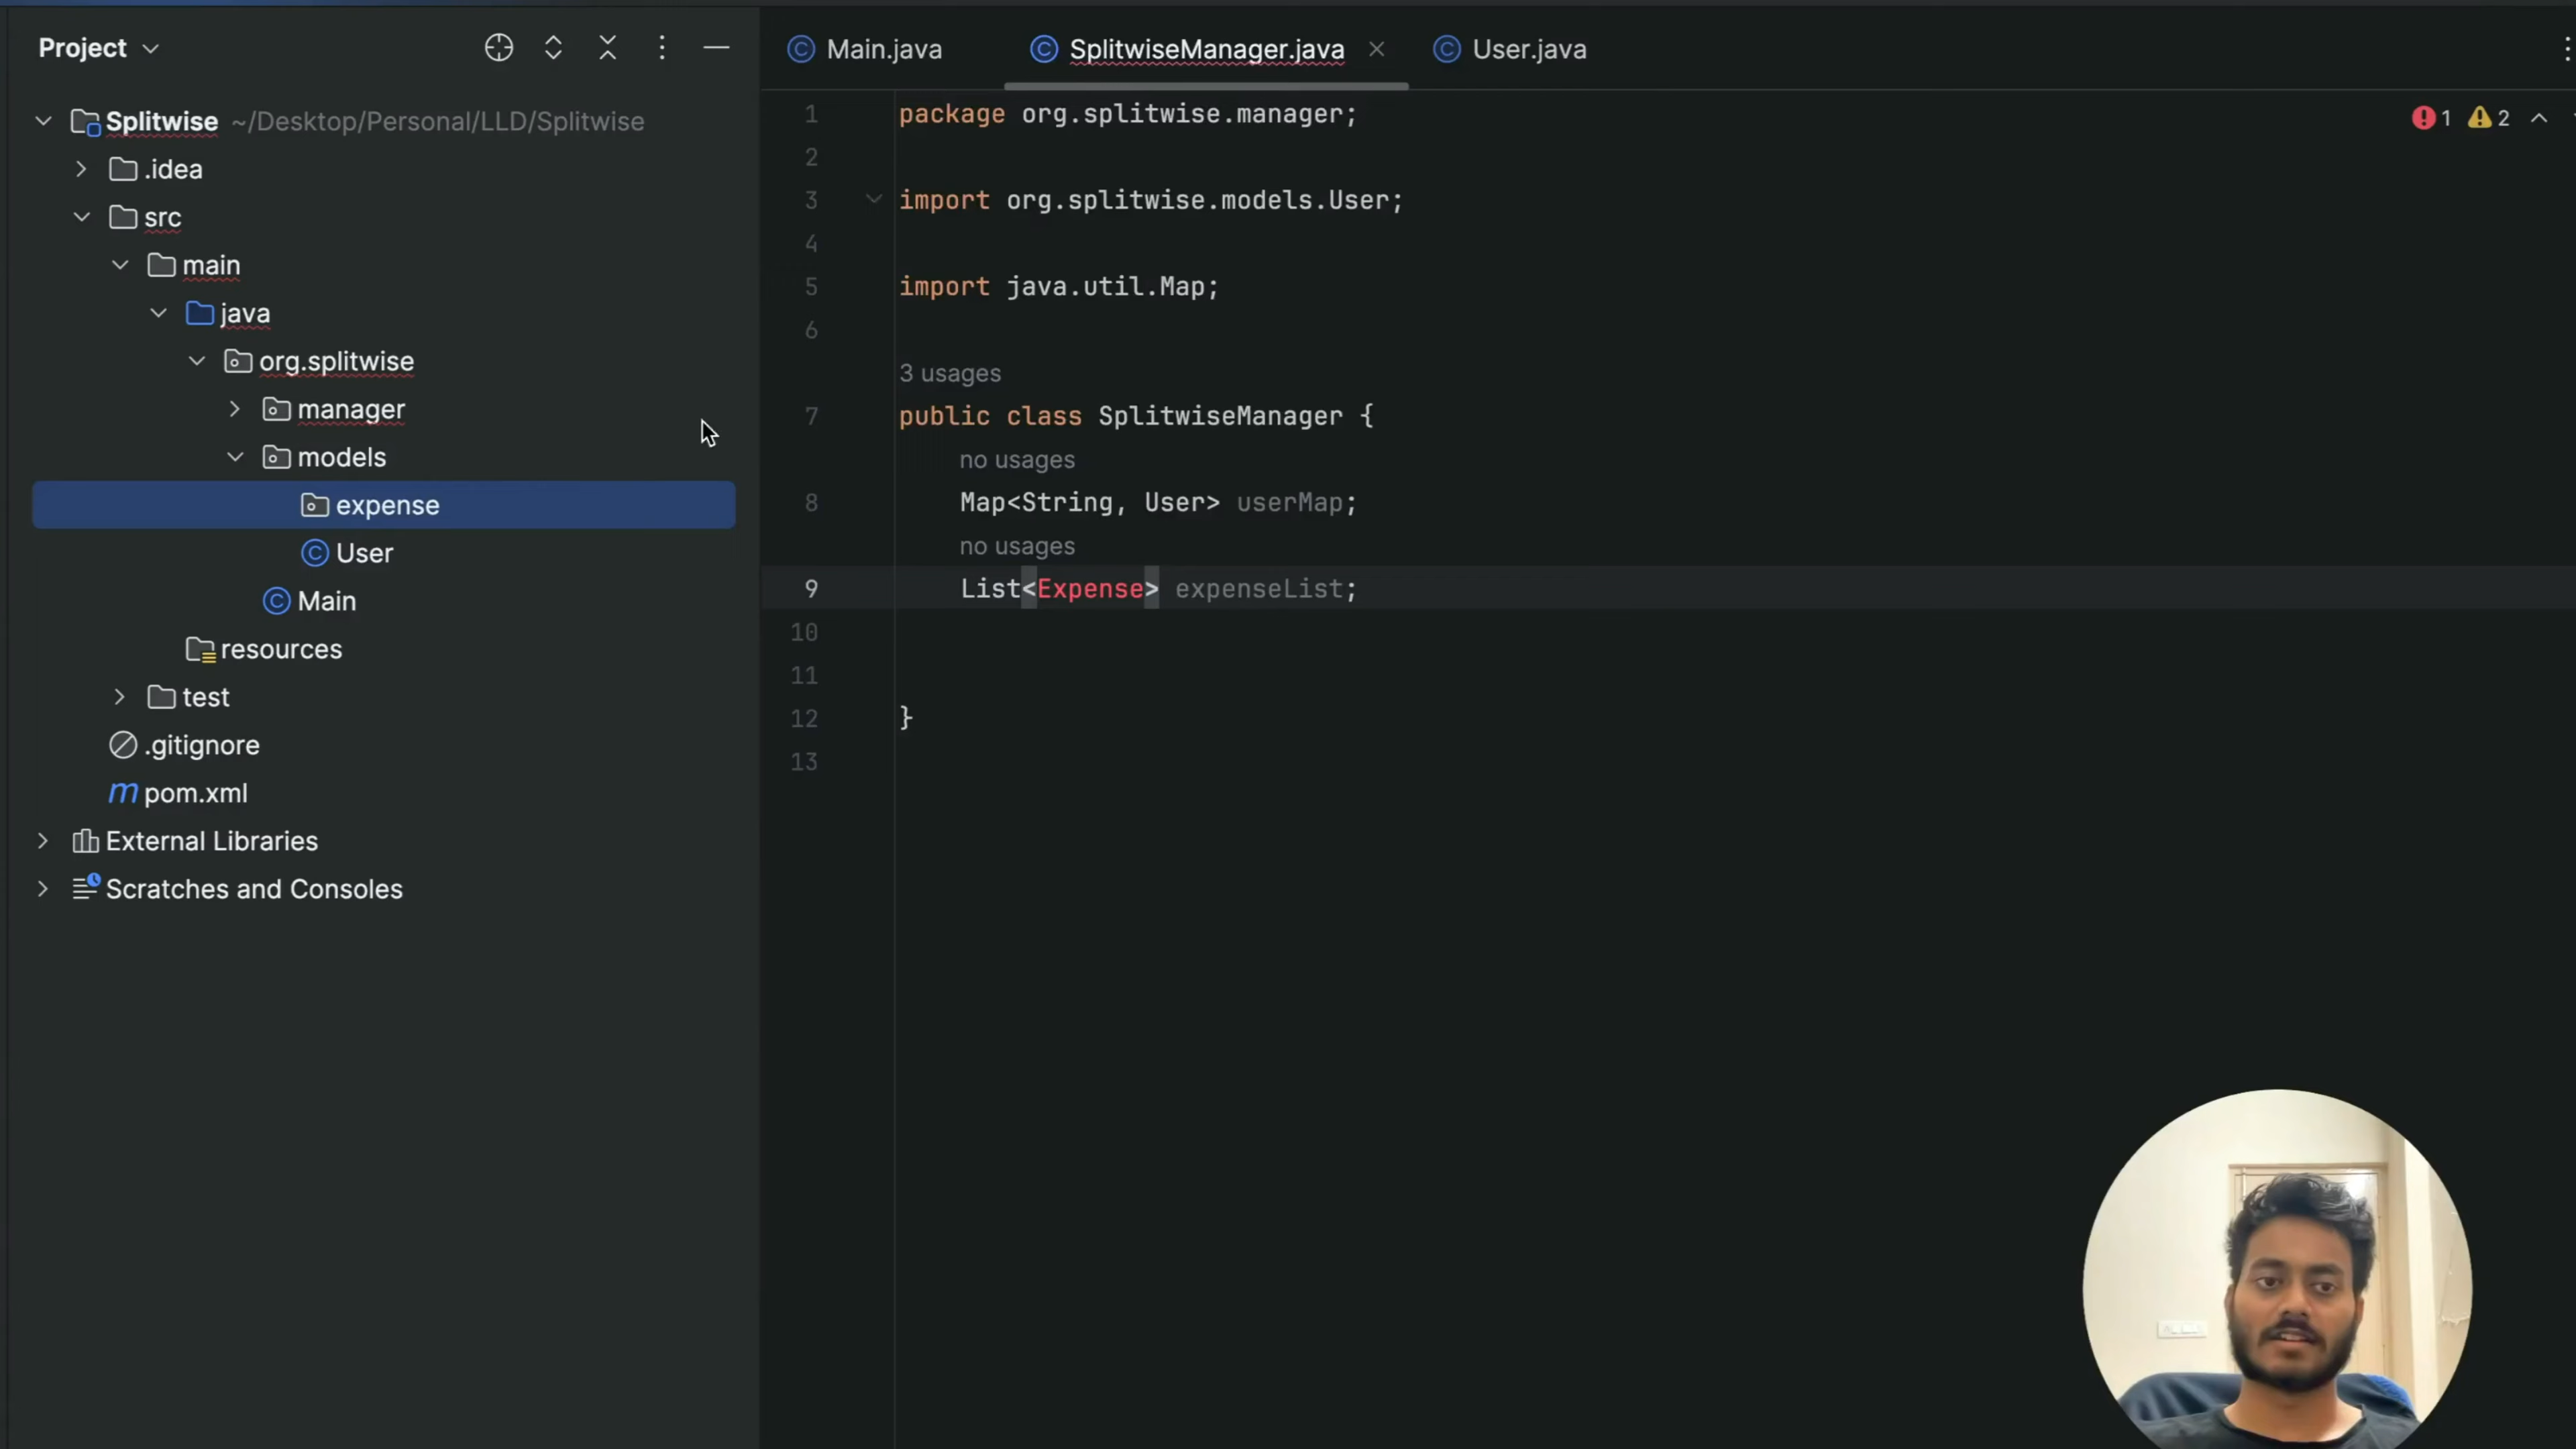 Project
Splitwise ~/Desktop/Personal/LLD/Splitwise
.idea
src
main
java
org.splitwise
manager
models
expense
User
Main
resources
test
.gitignore
pom.xml
External Libraries
Scratches and Consoles
Main.java SplitwiseManager.java User.java
1 2
1 package org.splitwise.manager;
2
3 import org.splitwise.models.User;
4
5 import java.util.Map;
6
3 usages
7 public class SplitwiseManager {
no usages
8 Map<String, User> userMap;
no usages
9 List<Expense> expenseList;
10
11
12 }
13